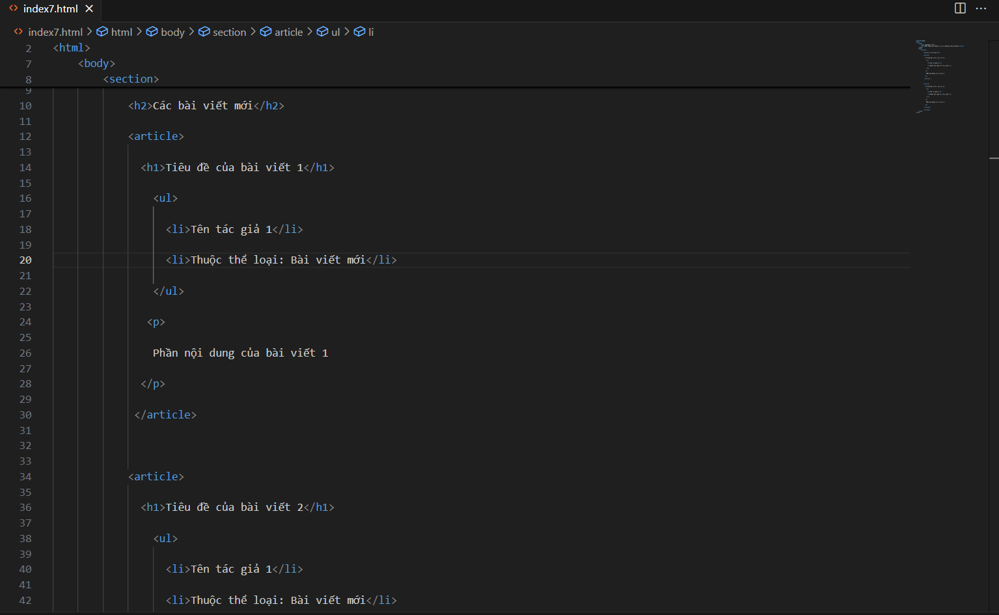 index7.html
index7.html > html > body > section > article > ul > li
2 <html>
7 <body>
8 <section>
9
10 <h2>Các bài viết mới</h2>
11
12 <article>
13
14 <h1>Tiêu đề của bài viết 1</h1>
15
16 <ul>
17
18 <li>Tên tác giả 1</li>
19
20 <li>Thuộc thể loại: Bài viết mới</li>
21
22 </ul>
23
24 <p>
25
26 Phần nội dung của bài viết 1
27
28 </p>
29
30 </article>
31
32
33
34 <article>
35
36 <h1>Tiêu đề của bài viết 2</h1>
37
38 <ul>
39
40 <li>Tên tác giả 1</li>
41
42 <li>Thuộc thể loại: Bài viết mới</li>